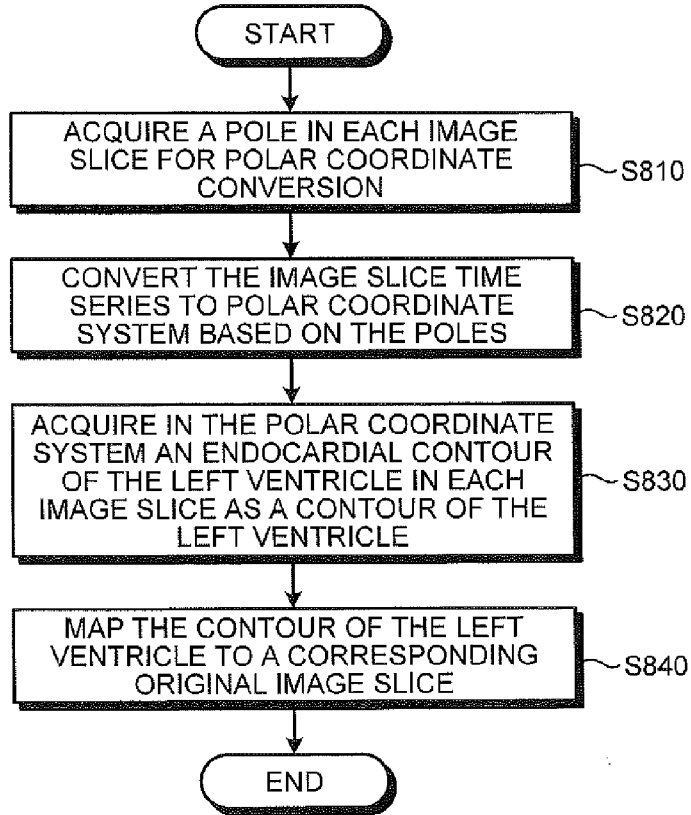 START
ACQUIRE A POLE IN EACH IMAGE
SLICE FOR POLAR COORDINATE
CONVERSION
S810
CONVERT THE IMAGE SLICE TIME
SERIES TO POLAR COORDINATE
SYSTEM BASED ON THE POLES
S820
ACQUIRE IN THE POLAR COORDINATE
SYSTEM AN ENDOCARDIAL CONTOUR
OF THE LEFT VENTRICLE IN EACH
IMAGE SLICE AS A CONTOUR OF THE
LEFT VENTRICLE
S830
MAP THE CONTOUR OF THE LEFT
VENTRICLE TO A CORRESPONDING
ORIGINAL IMAGE SLICE
S840
END